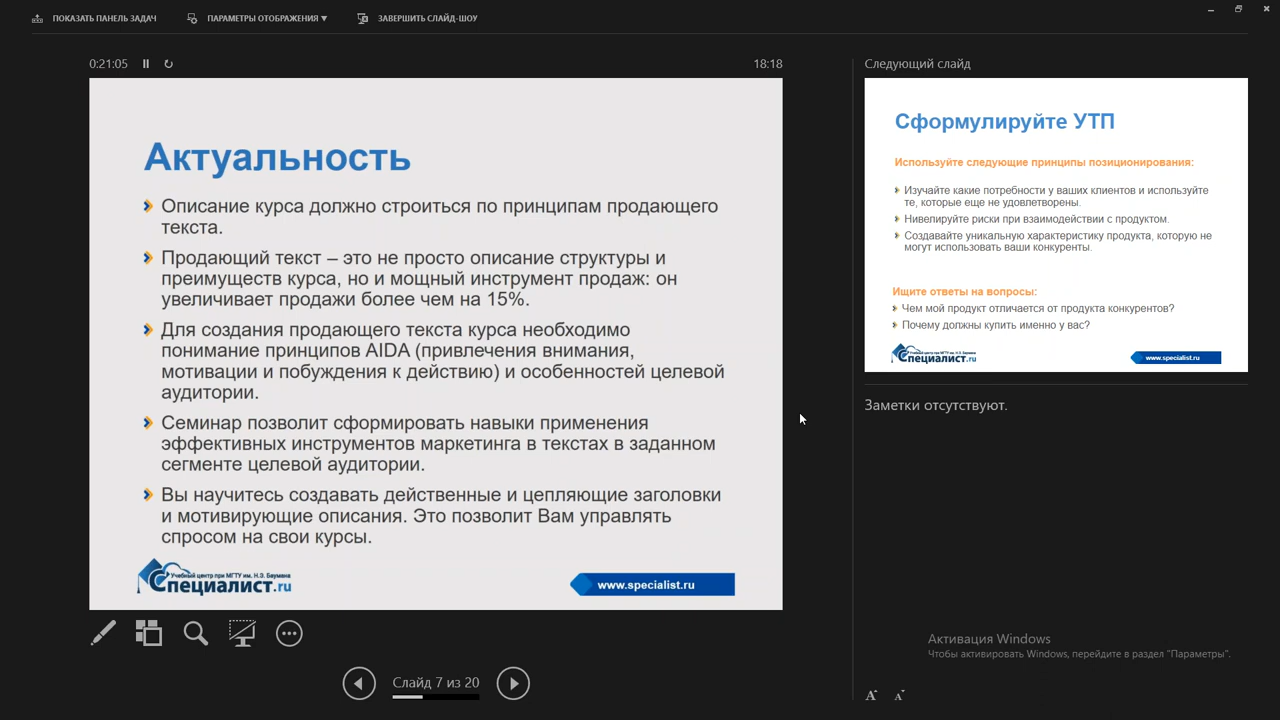 ПОКАЗАТЬ ПАНЕЛЬ ЗАДАЧ
ПАРАМЕТРЫ ОТОБРАЖЕНИЯ ▼
ЗАВЕРШИТЬ СЛАЙД-ШОУ
0:21:05
18:18
Актуальность
Описание курса должно строиться по принципам продающего
текста.
Продающий текст – это не просто описание структуры и
преимуществ курса, но и мощный инструмент продаж: он
увеличивает продажи более чем на 15%.
Для создания продающего текста курса необходимо
понимание принципов AIDA (привлечения внимания,
мотивации и побуждения к действию) и особенностей целевой
аудитории.
Семинар позволит сформировать навыки применения
эффективных инструментов маркетинга в текстах в заданном
сегменте целевой аудитории.
Вы научитесь создавать действенные и цепляющие заголовки
и мотивирующие описания. Это позволит Вам управлять
спросом на свои курсы.
Учебный центр при МГТУ им. Н.Э. Баумана
Специалист.ru
www.specialist.ru
Слайд 7 из 20
Следующий слайд
Сформулируйте УТП
Используйте следующие принципы позиционирования:
Изучайте какие потребности у ваших клиентов и используйте
те, которые еще не удовлетворены.
Нивелируйте риски при взаимодействии с продуктом.
Создавайте уникальную характеристику продукта, которую не
могут использовать ваши конкуренты.
Ищите ответы на вопросы:
Чем мой продукт отличается от продукта конкурентов?
Почему должны купить именно у вас?
Специалист.ru
www.specialist.ru
Заметки отсутствуют.
Активация Windows
Чтобы активировать Windows, перейдите в раздел "Параметры".
A A